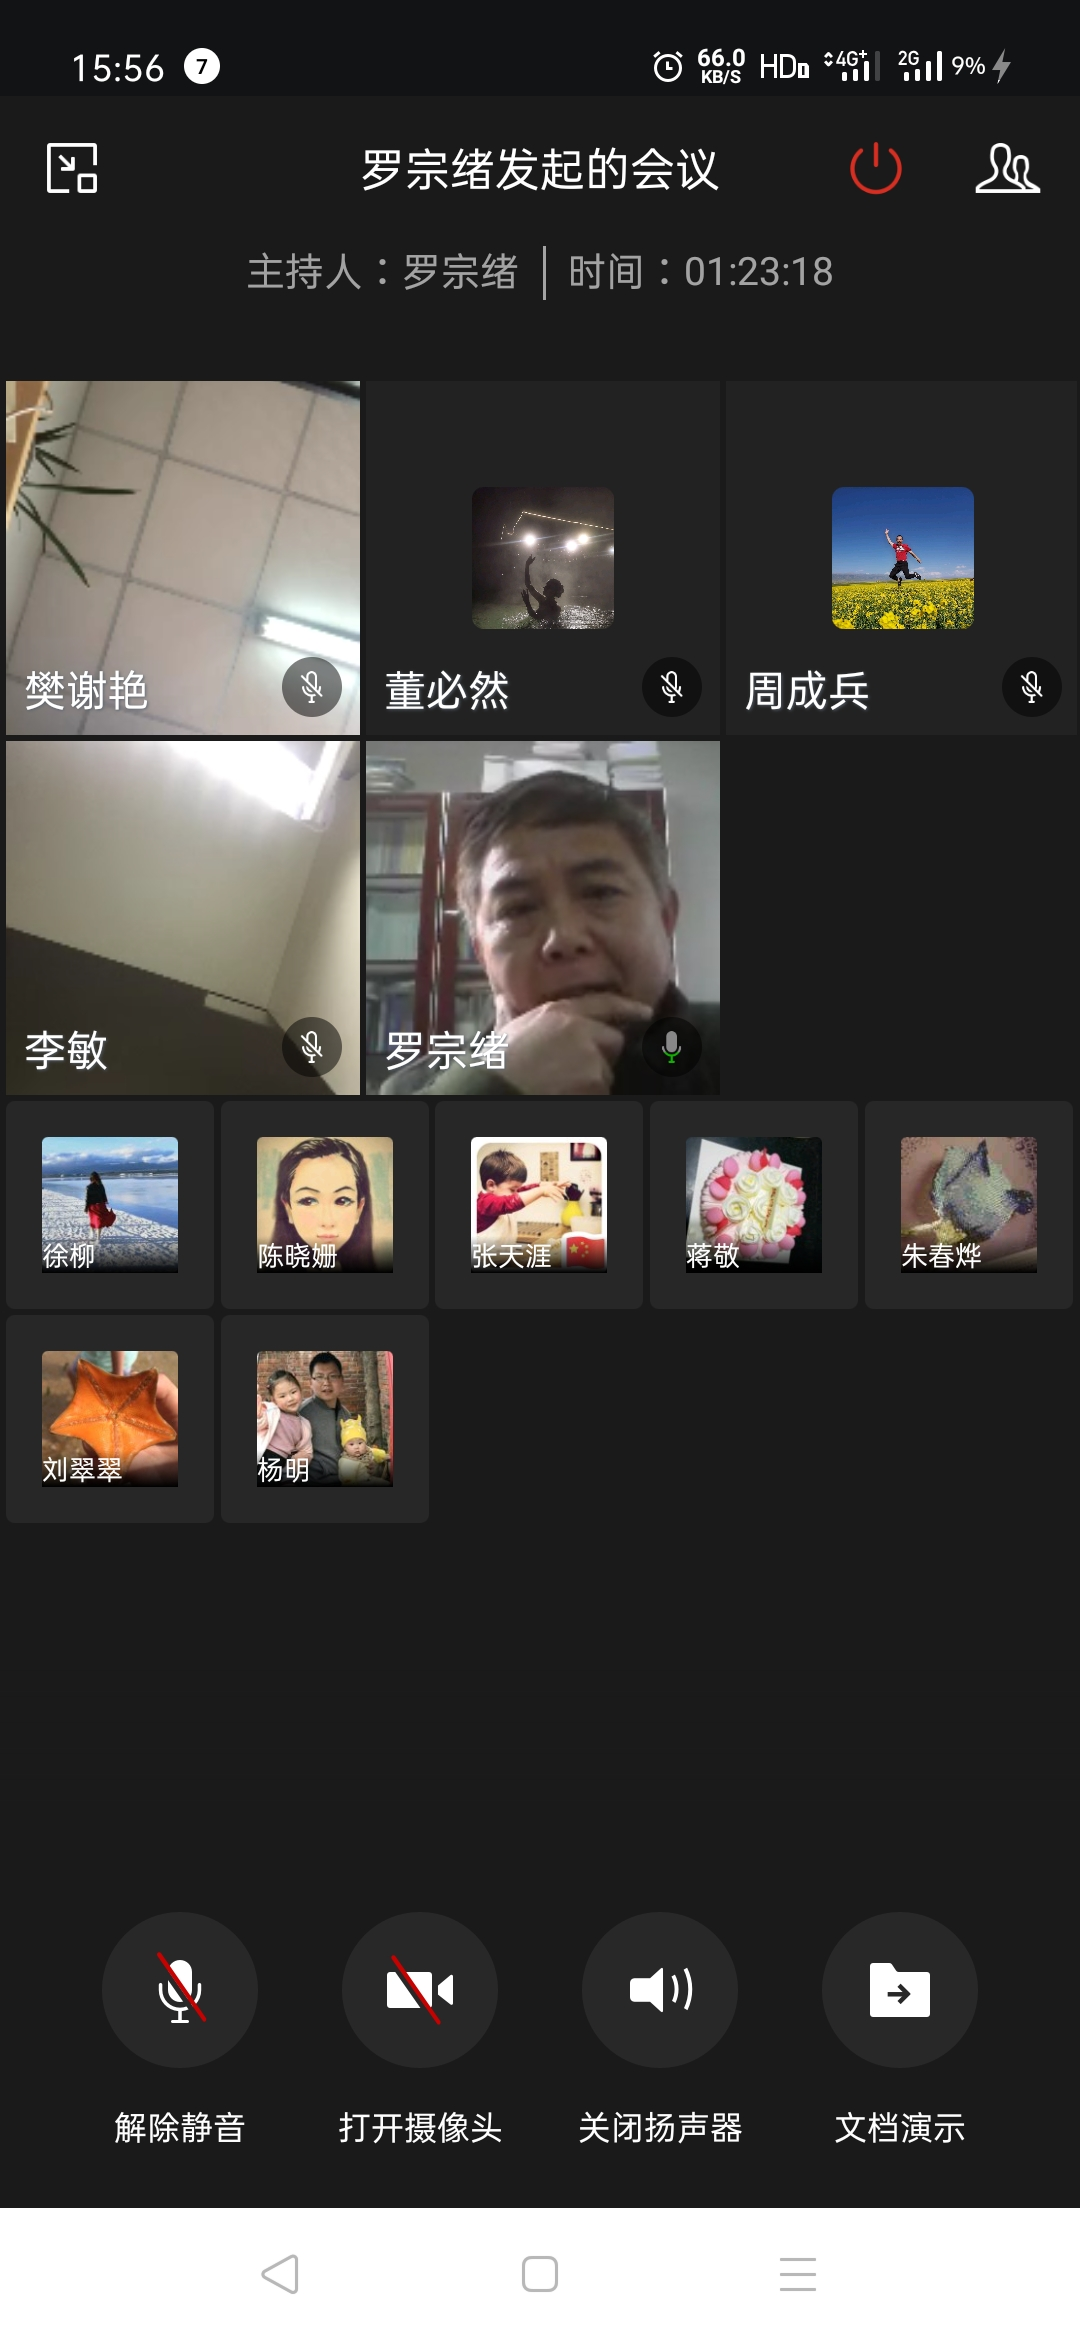 15:56 7 66.0 KB/S HD 4G+ 2G 9%
罗宗绪发起的会议
主持人：罗宗绪 | 时间：01:23:18
樊谢艳 董必然 周成兵
李敏 罗宗绪
徐柳 陈晓姗 张天涯 蒋敬 朱春烨
刘翠翠 杨明
解除静音 打开摄像头 关闭扬声器 文档演示